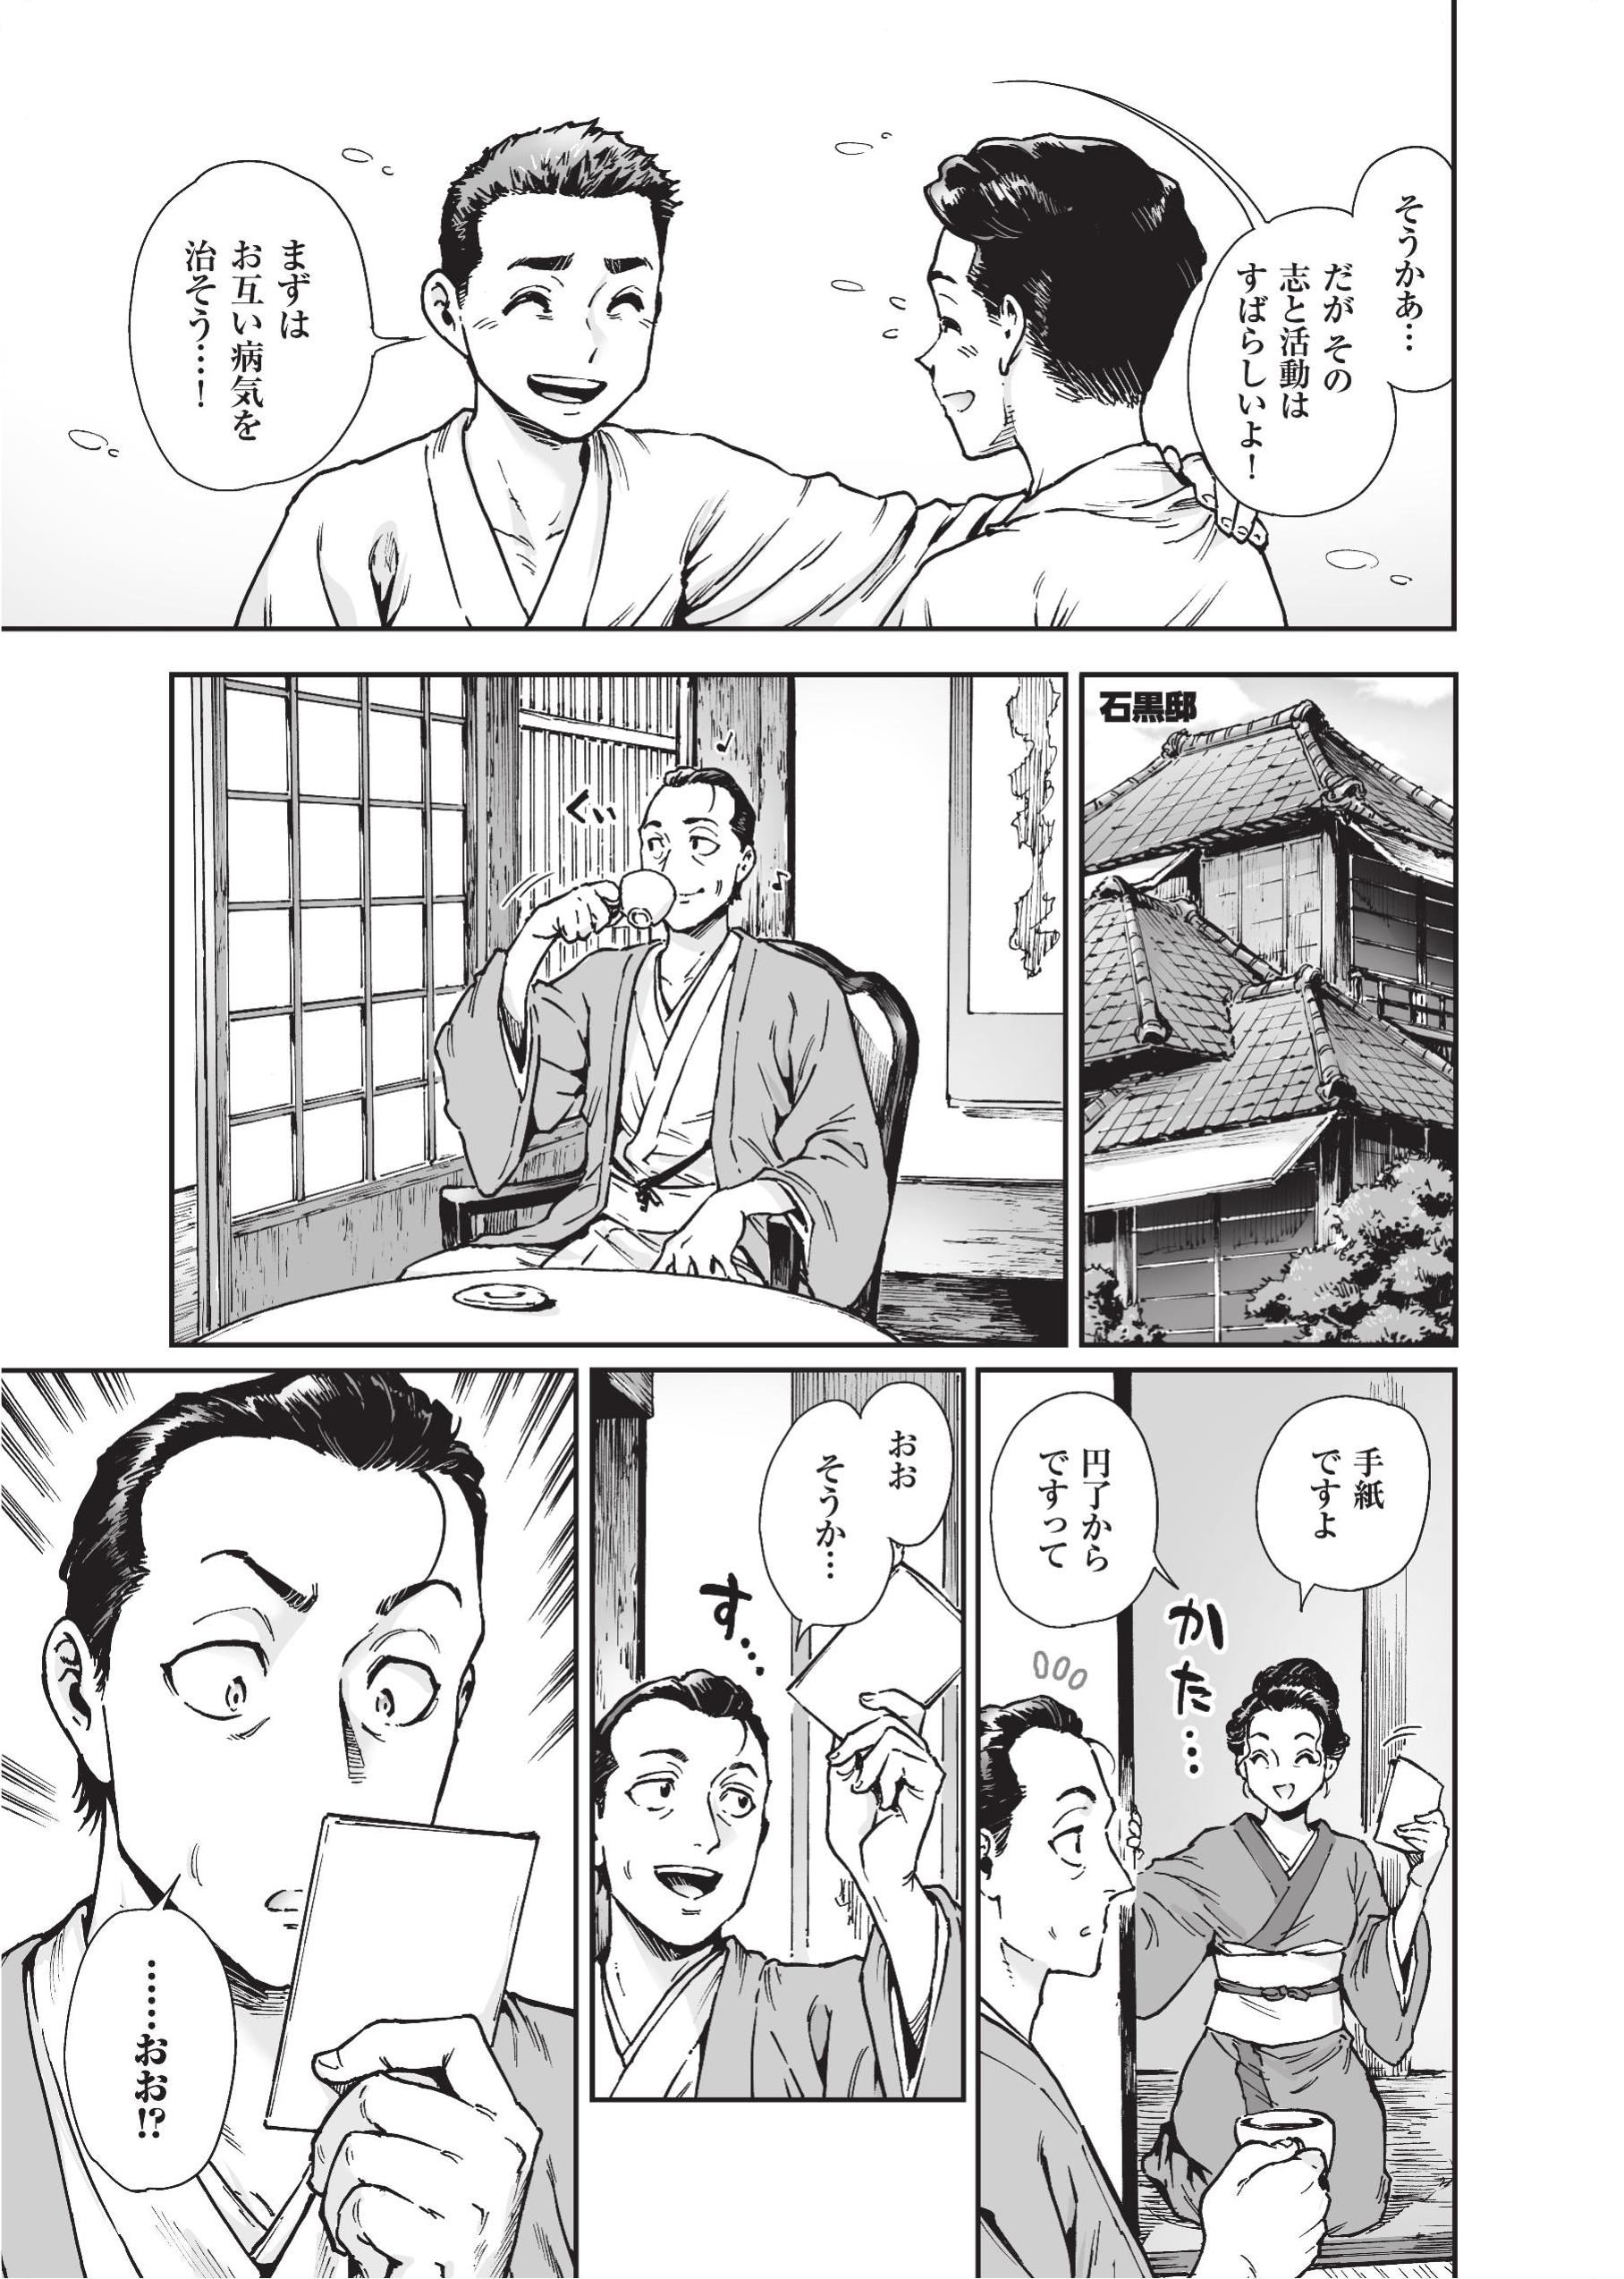 そうかあ…
だが その
志と活動は
すばらしいよ！
まずは
お互い病気を
治そう……！
石黒邸
くい
手紙
ですよ
円了から
ですって
かた…
おお
そうか…
す…
……おお!?